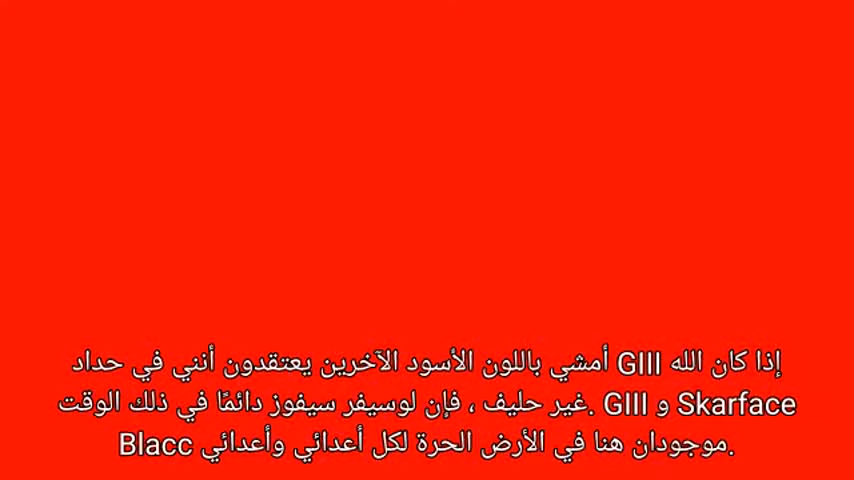 إذا كان الله GIII أمشي باللون الأسود الآخرين يعتقدون أنني في حداد
غير حليف ، فإن لوسيفر سيفوز دائمًا في ذلك الوقت. GIII و Skarface
Blacc موجودان هنا في الأرض الحرة لكل أعدائي وأعدائي.